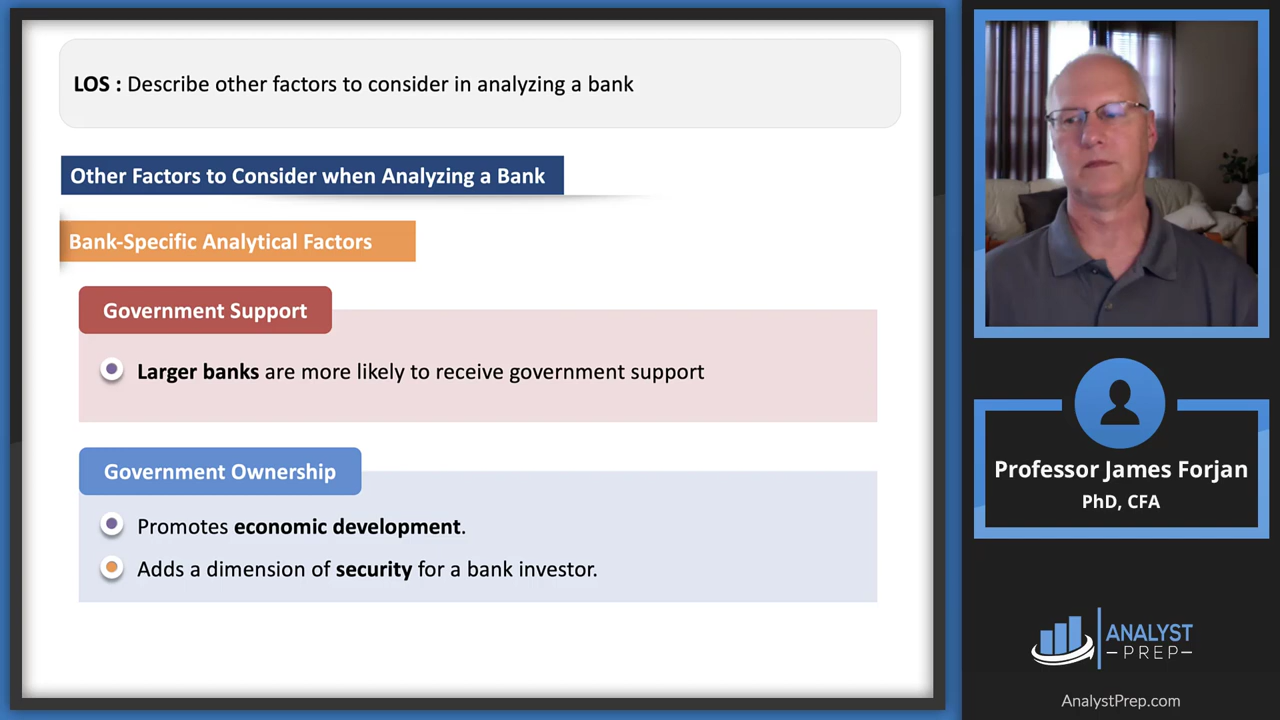 LOS : Describe other factors to consider in analyzing a bank
Other Factors to Consider when Analyzing a Bank
Bank-Specific Analytical Factors
Government Support
Larger banks are more likely to receive government support
Government Ownership
Promotes economic development.
Adds a dimension of security for a bank investor.
Professor James Forjan
PhD, CFA
ANALYST
PREP
AnalystPrep.com